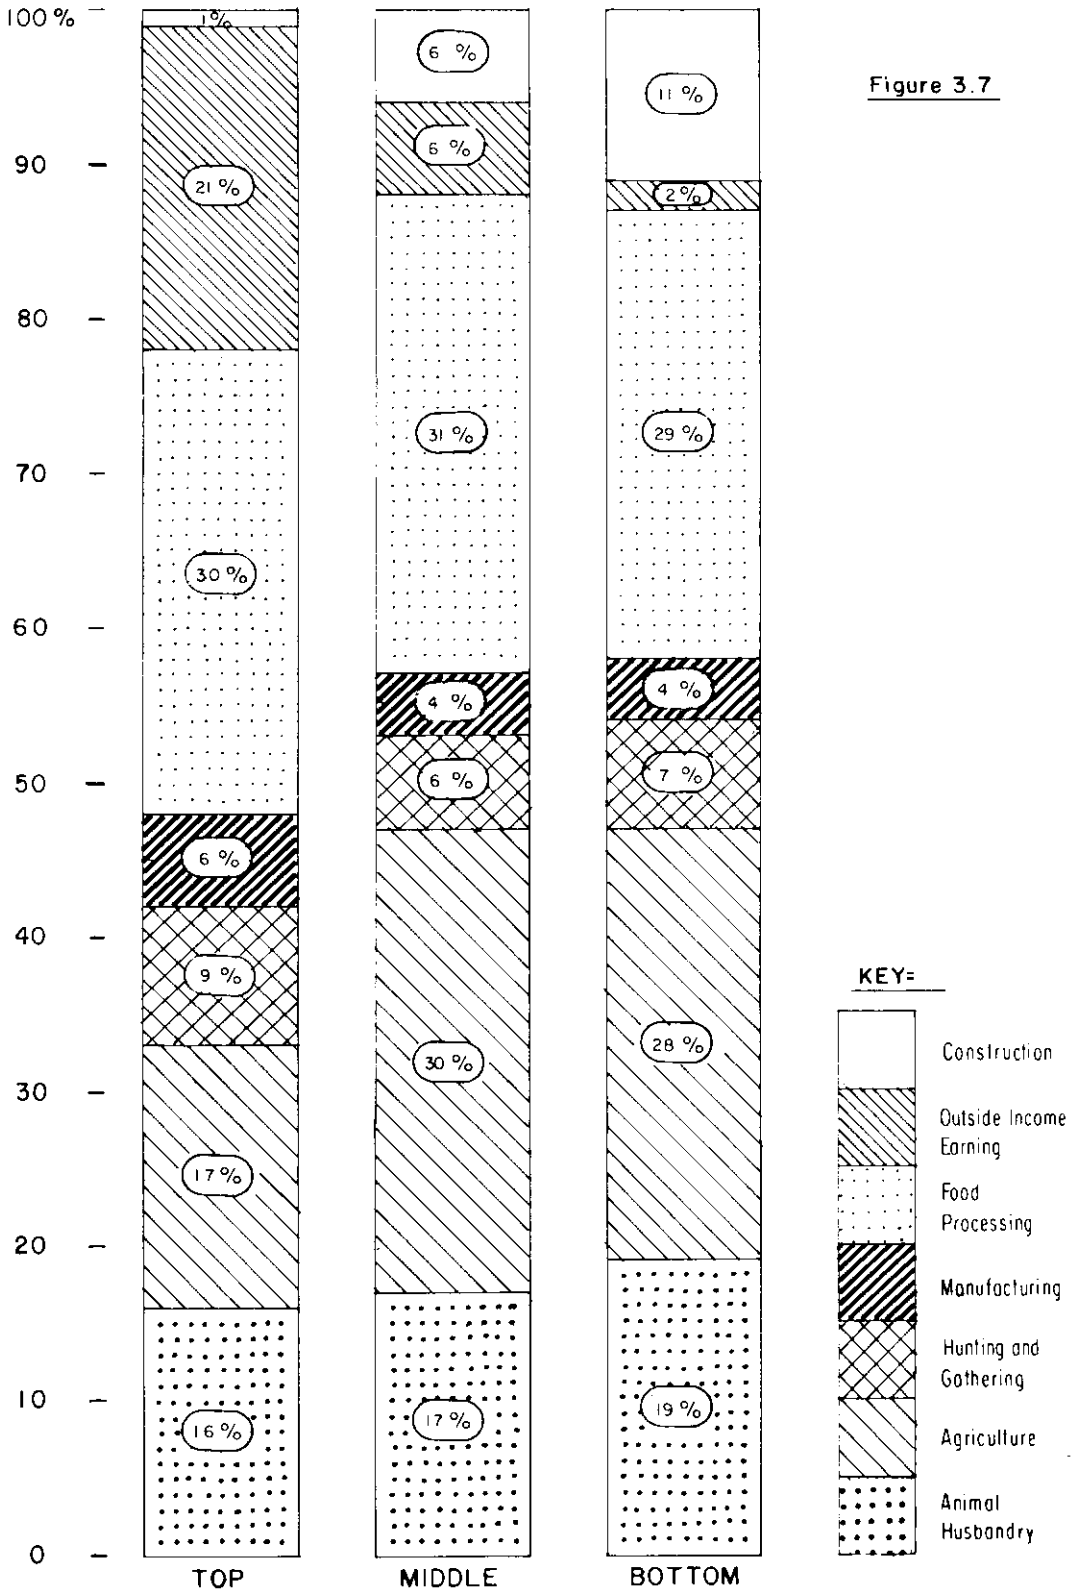 Figure 3.7
100 %
90
80
70
60
50
40
30
20
10
0
1 %
21 %
30 %
6 %
9 %
17 %
16 %
TOP
6 %
6 %
31 %
4 %
6 %
30 %
17 %
MIDDLE
11 %
2 %
29 %
4 %
7 %
28 %
19 %
BOTTOM
KEY=
Construction
Outside Income
Earning
Food
Processing
Manufacturing
Hunting and
Gathering
Agriculture
Animal
Husbandry